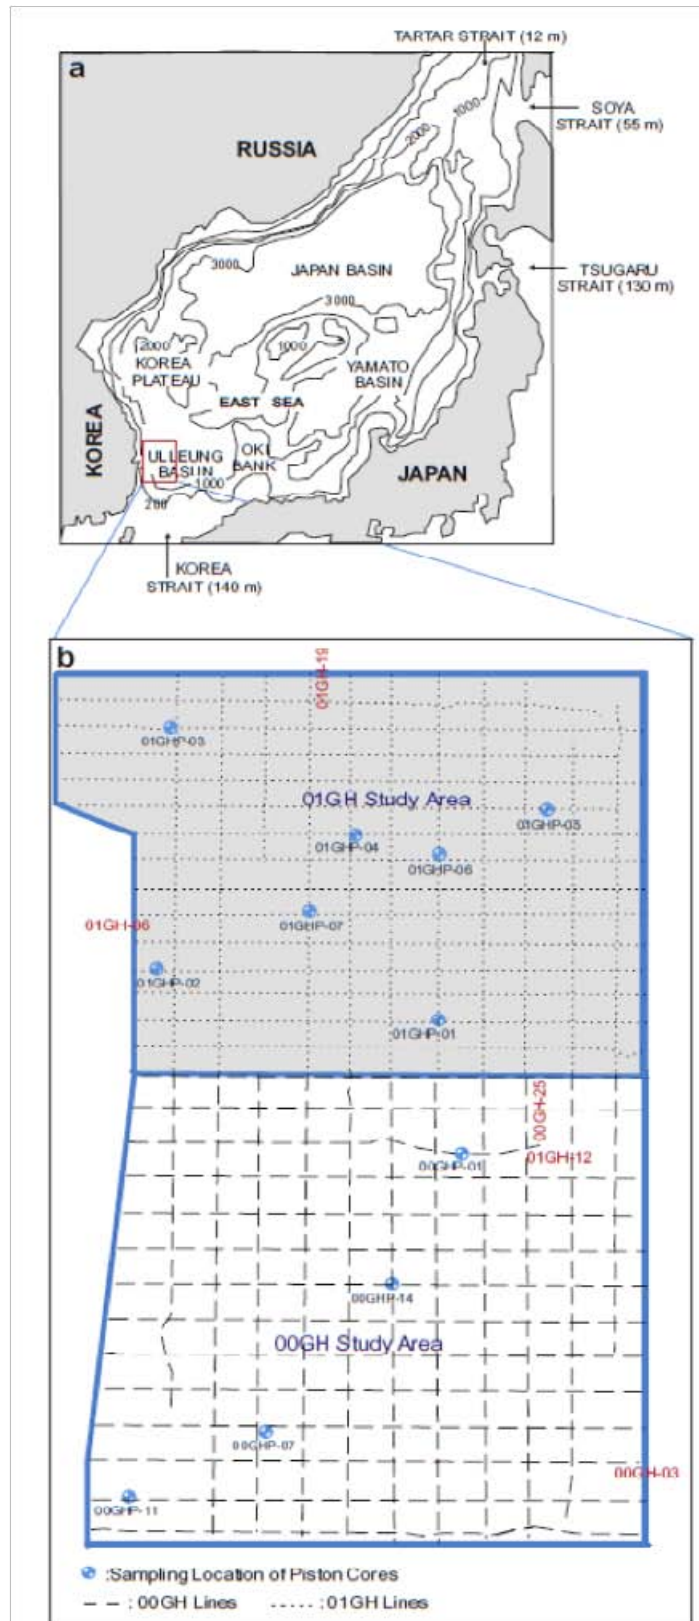 TARTAR STRAIT (12 m)
a
1000
2000
SOYA
STRAIT (55 m)
RUSSIA
3000
JAPAN BASIN
TSUGARU
STRAIT (130 m)
3000
2000
1000
KOREA
PLATEAU
YAMATO
BASIN
EAST SEA
KOREA
ULLEUNG
BASIUN
OKI
BANK
JAPAN
1000
200
KOREA
STRAIT (140 m)
b
01GH-19
01GHP-03
01GH Study Area
01GHP-05
01GHP-04
01GHP-06
01GH-06
01GHP-07
01GHP-02
01GHP-01
00GH-25
00GHP-01
01GH-12
00GHP-14
00GH Study Area
00GHP-07
00GH-03
00GHP-11
:Sampling Location of Piston Cores
: 00GH Lines
: 01GH Lines